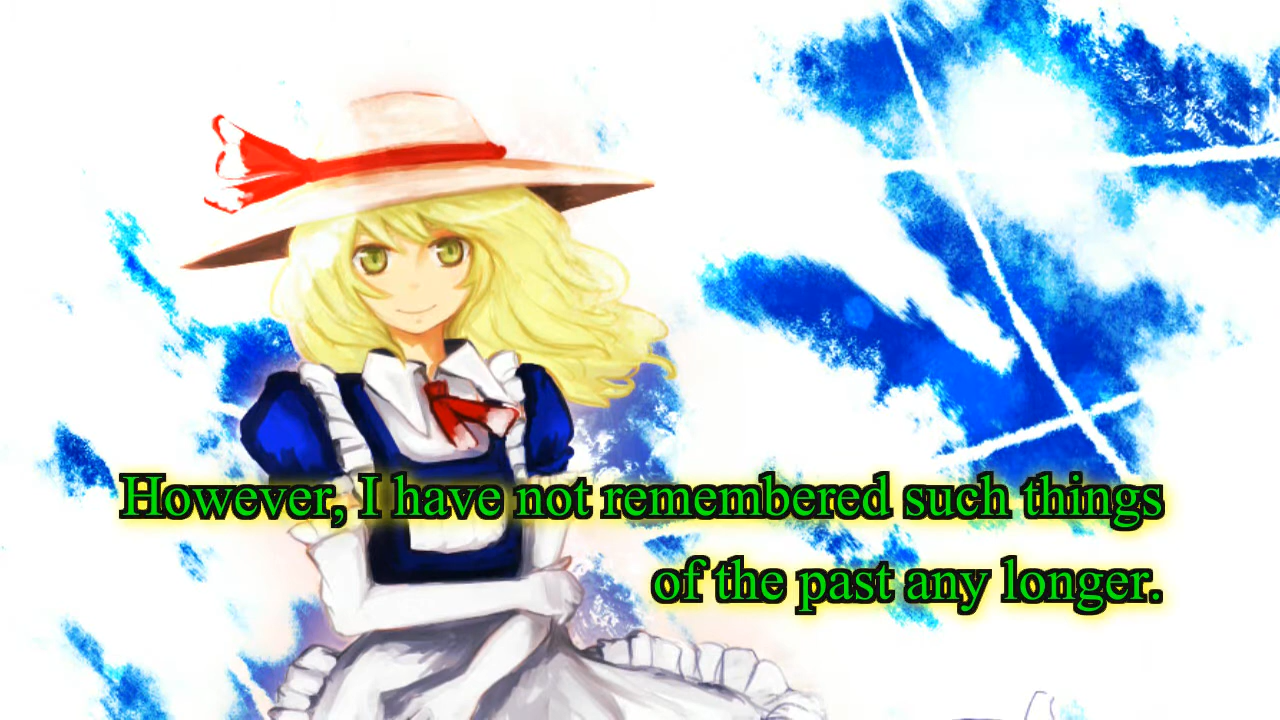 However, I have not remembered such things
of the past any longer.